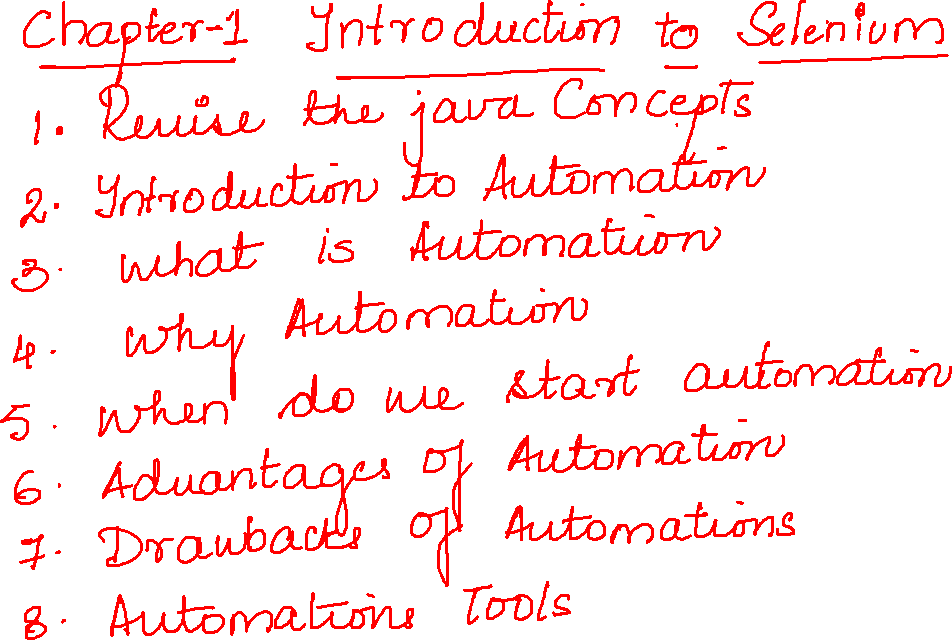 Chapter-1 Introduction to Selenium
1. Revise the java Concepts
2. Introduction to Automation
3. What is Automation
4. Why Automation
5. When do we start automation
6. Advantages of Automation
7. Drawbacks of Automations
8. Automations Tools